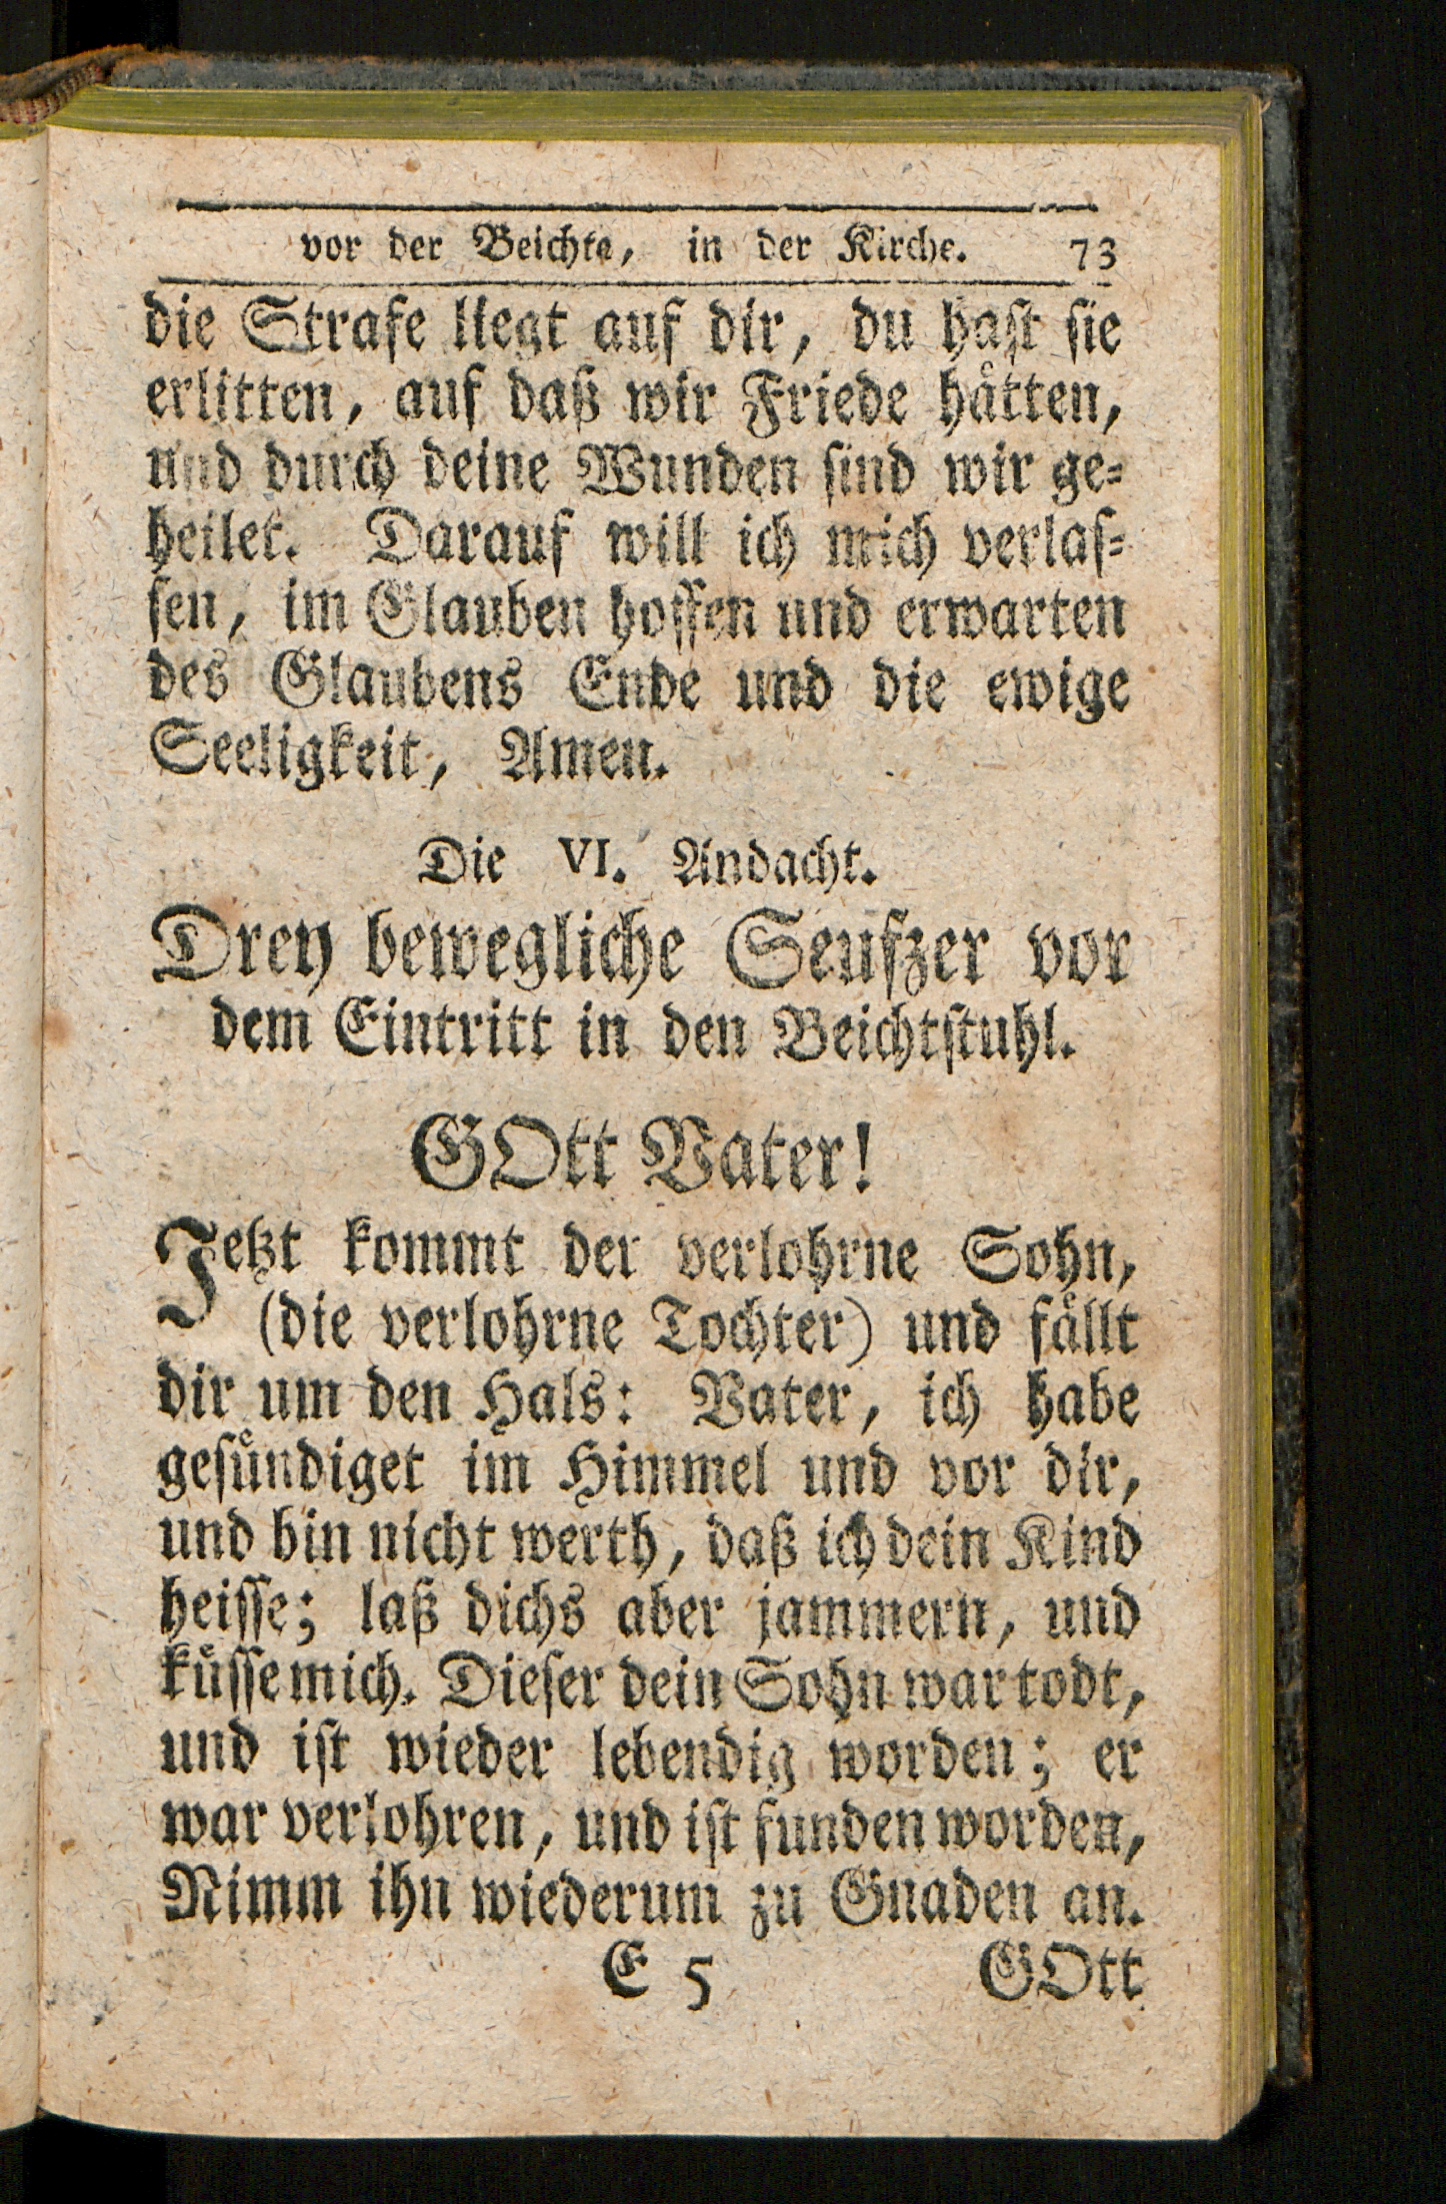 vor der Beichte, in der Kirche. 73
die Strafe liegt auf dir, du hast sie
erlitten, auf daß wir Friede hätten,
und durch deine Wunden sind wir ge-
heilet. Darauf will ich mich verlas-
sen, im Glauben hoffen und erwarten
des Glaubens Ende und die ewige
Seeligkeit, Amen.
Die VI. Andacht.
Drey bewegliche Seufzer vor
dem Eintritt in den Beichtstuhl.
GOtt Vater!
Jetzt kommt der verlohrne Sohn,
(die verlohrne Tochter) und fällt
dir um den Hals: Vater, ich habe
gesündiget im Himmel und vor dir,
und bin nicht werth, daß ich dein Kind
heisse; laß dichs aber jammern, und
küsse mich. Dieser dein Sohn war todt,
und ist wieder lebendig worden; er
war verlohren, und ist funden worden,
Nimm ihn wiederum zu Gnaden an.
E 5 GOtt